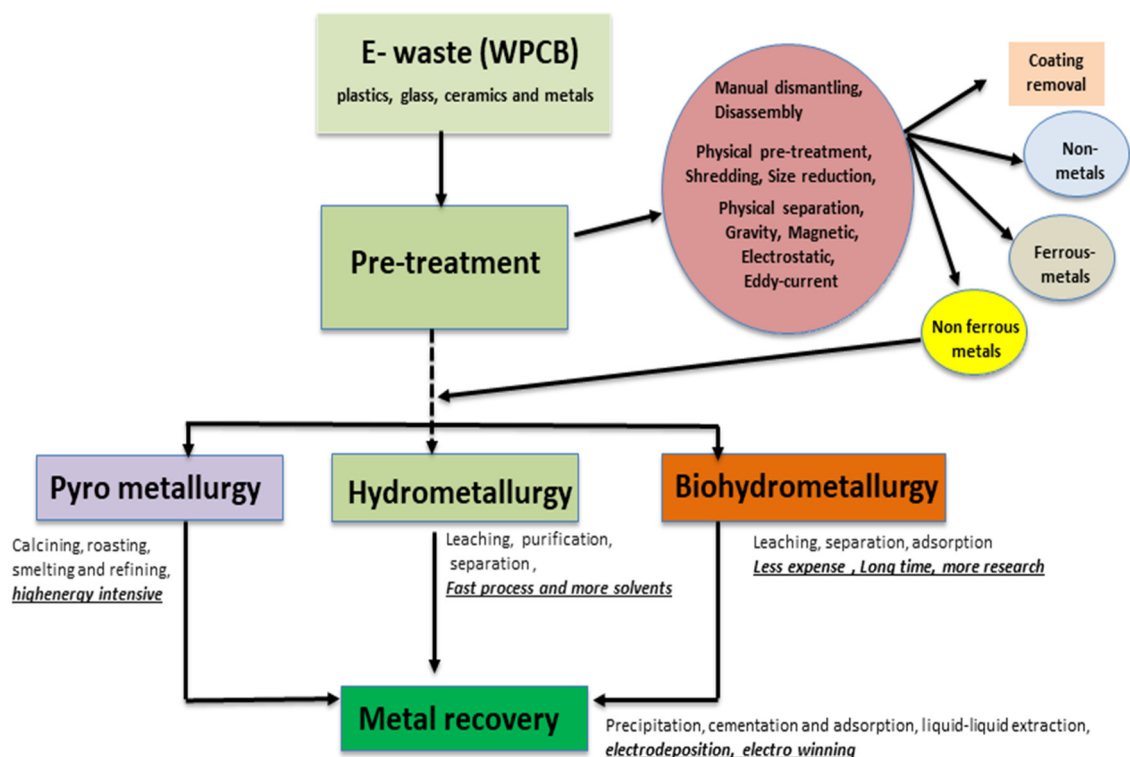 E- waste (WPCB)
plastics, glass, ceramics and metals
Manual dismantling,
Disassembly
Physical pre-treatment,
Shredding, Size reduction,
Physical separation,
Gravity, Magnetic,
Electrostatic,
Eddy-current
Coating
removal
Non-
metals
Ferrous-
metals
Non ferrous
metals
Pre-treatment
Pyro metallurgy
Calcining, roasting,
smelting and refining,
highenergy intensive
Hydrometallurgy
Leaching, purification,
separation ,
Fast process and more solvents
Biohydrometallurgy
Leaching, separation, adsorption
Less expense , Long time, more research
Metal recovery
Precipitation, cementation and adsorption, liquid-liquid extraction,
electrodeposition, electro winning